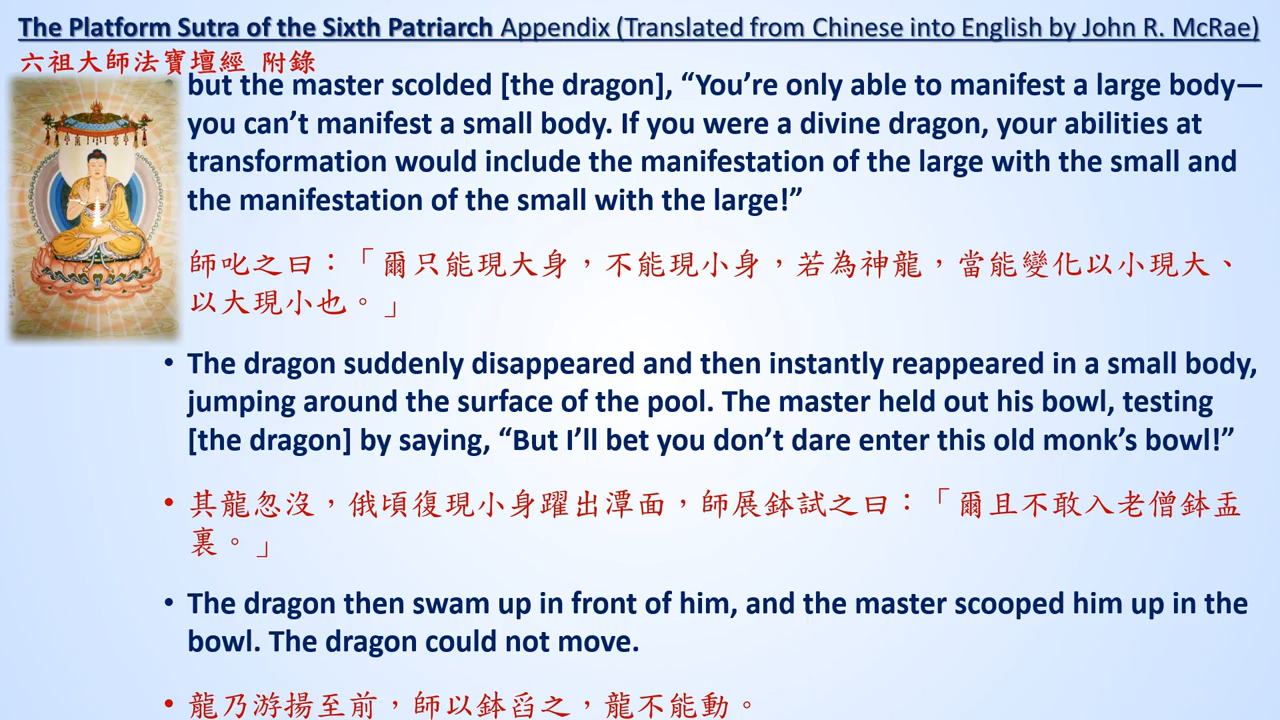 The Platform Sutra of the Sixth Patriarch Appendix (Translated from Chinese into English by John R. McRae)
六祖大師法寶壇經 附錄
but the master scolded [the dragon], “You’re only able to manifest a large body—
you can’t manifest a small body. If you were a divine dragon, your abilities at
transformation would include the manifestation of the large with the small and
the manifestation of the small with the large!”
師叱之曰：「爾只能現大身，不能現小身，若為神龍，當能變化以小現大、
以大現小也。」
• The dragon suddenly disappeared and then instantly reappeared in a small body,
jumping around the surface of the pool. The master held out his bowl, testing
[the dragon] by saying, “But I’ll bet you don’t dare enter this old monk’s bowl!”
• 其龍忽沒，俄頃復現小身躍出潭面，師展鉢試之曰：「爾且不敢入老僧鉢盂
裏。」
• The dragon then swam up in front of him, and the master scooped him up in the
bowl. The dragon could not move.
• 龍乃游揚至前，師以鉢舀之，龍不能動。